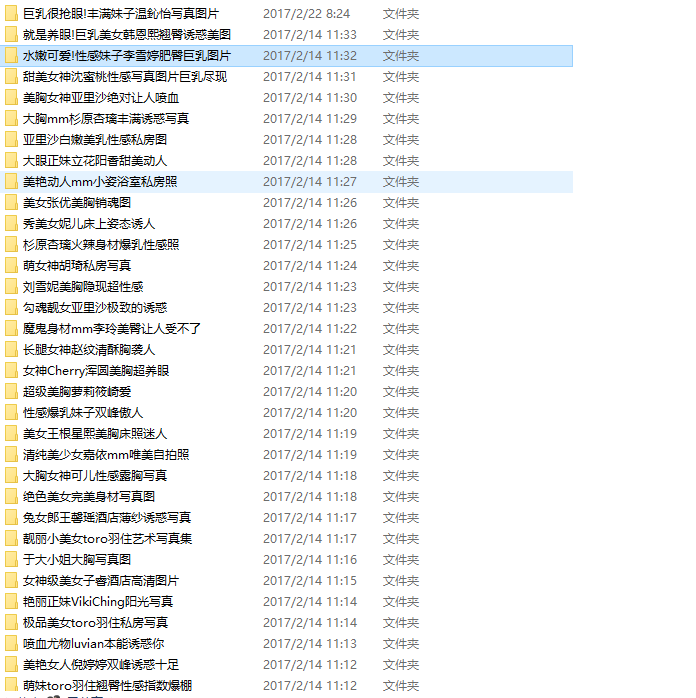 巨乳很抢眼!丰满妹子温鈊怡写真图片 2017/2/22 8:24 文件夹
就是养眼!巨乳美女韩恩熙翘臀诱惑美图 2017/2/14 11:33 文件夹
水嫩可爱!性感妹子李雪婷肥臀巨乳图片 2017/2/14 11:32 文件夹
甜美女神沈蜜桃性感写真图片巨乳尽现 2017/2/14 11:31 文件夹
美胸女神亚里沙绝对让人喷血 2017/2/14 11:30 文件夹
大胸mm杉原杏璃丰满诱惑写真 2017/2/14 11:29 文件夹
亚里沙白嫩美乳性感私房图 2017/2/14 11:28 文件夹
大眼正妹立花阳香甜美动人 2017/2/14 11:28 文件夹
美艳动人mm小姿浴室私房照 2017/2/14 11:27 文件夹
美女张优美胸销魂图 2017/2/14 11:26 文件夹
秀美女妮儿床上姿态诱人 2017/2/14 11:26 文件夹
杉原杏璃火辣身材爆乳性感照 2017/2/14 11:25 文件夹
萌女神胡琦私房写真 2017/2/14 11:24 文件夹
刘雪妮美胸隐现超性感 2017/2/14 11:23 文件夹
勾魂靓女亚里沙极致的诱惑 2017/2/14 11:23 文件夹
魔鬼身材mm李玲美臀让人受不了 2017/2/14 11:22 文件夹
长腿女神赵纹清酥胸袭人 2017/2/14 11:21 文件夹
女神Cherry浑圆美胸超养眼 2017/2/14 11:21 文件夹
超级美胸萝莉筱崎爱 2017/2/14 11:20 文件夹
性感爆乳妹子双峰傲人 2017/2/14 11:20 文件夹
美女王根星熙美胸床照迷人 2017/2/14 11:19 文件夹
清纯美少女嘉依mm唯美自拍照 2017/2/14 11:19 文件夹
大胸女神可儿性感露胸写真 2017/2/14 11:18 文件夹
绝色美女完美身材写真图 2017/2/14 11:18 文件夹
兔女郎王馨瑶酒店薄纱诱惑写真 2017/2/14 11:17 文件夹
靓丽小美女toro羽住艺术写真集 2017/2/14 11:17 文件夹
于大小姐大胸写真图 2017/2/14 11:16 文件夹
女神级美女子睿酒店高清图片 2017/2/14 11:15 文件夹
艳丽正妹VikiChing阳光写真 2017/2/14 11:14 文件夹
极品美女toro羽住私房写真 2017/2/14 11:14 文件夹
喷血尤物luvian本能诱惑你 2017/2/14 11:13 文件夹
美艳女人倪婷婷双峰诱惑十足 2017/2/14 11:12 文件夹
萌妹toro羽住翘臀性感指数爆棚 2017/2/14 11:12 文件夹